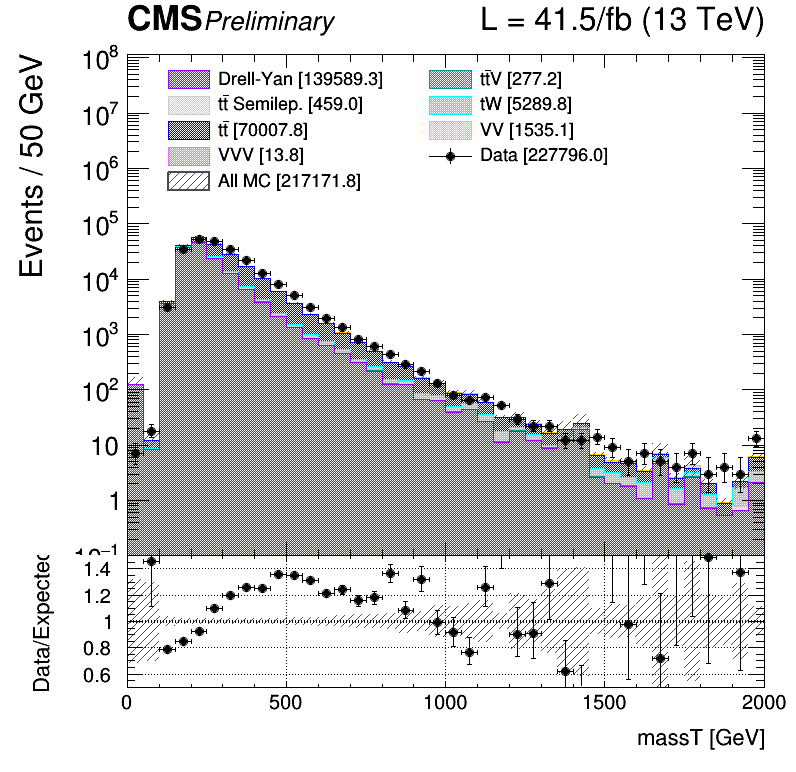 CMS Preliminary L = 41.5/fb (13 TeV)
Events / 50 GeV
10⁸
10⁷
10⁶
10⁵
10⁴
10³
10²
10
1
10⁻¹
Drell-Yan [139589.3]
tt̄ Semilep. [459.0]
tt̄ [70007.8]
VVV [13.8]
All MC [217171.8]
tt̄V [277.2]
tW [5289.8]
VV [1535.1]
Data [227796.0]
Data/Expected
1.4
1.2
1
0.8
0.6
0 500 1000 1500 2000
massT [GeV]